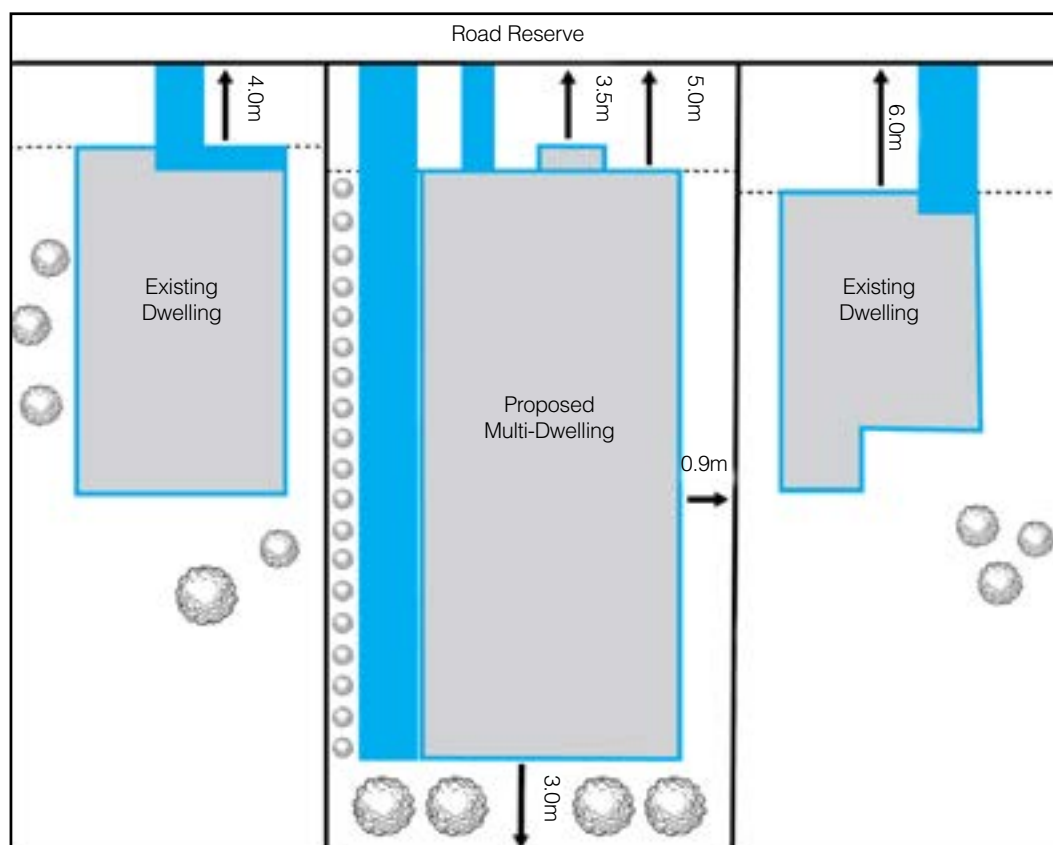 Road Reserve
4.0m
3.5m
5.0m
6.0m
Existing
Dwelling
Existing
Dwelling
Proposed
Multi-Dwelling
0.9m
3.0m